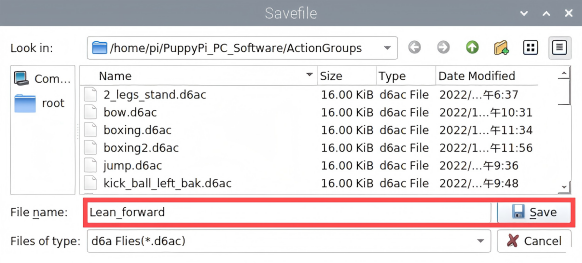 Savefile
Look in: /home/pi/PuppyPi_PC_Software/ActionGroups
Com...
root
Name Size Type Date Modified
2_legs_stand.d6ac 16.00 KiB d6ac File 2022/...午6:37
bow.d6ac 16.00 KiB d6ac File 2022/1...午10:31
boxing.d6ac 16.00 KiB d6ac File 2022/1...午11:34
boxing2.d6ac 16.00 KiB d6ac File 2022/1...午11:56
jump.d6ac 16.00 KiB d6ac File 2022/...午9:36
kick_ball_left_bak.d6ac 16.00 KiB d6ac File 2022/...午9:48
File name: Lean_forward Save
Files of type: d6a Flies(*.d6ac) Cancel